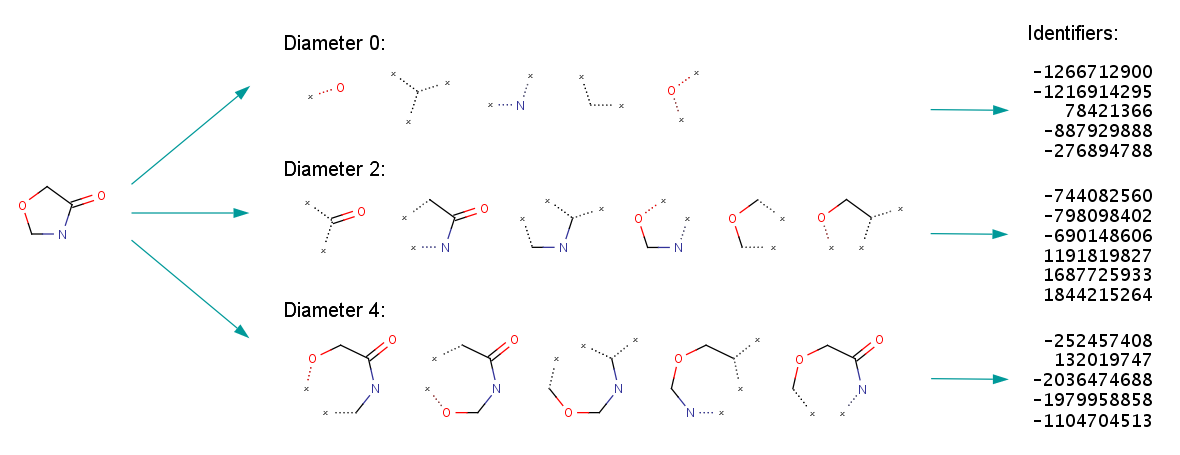 Diameter 0:
Identifiers:
x O x x x x N x x x O x x
-1266712900
-1216914295
78421366
-887929888
-276894788
Diameter 2:
O O N
x x O x x O N x x x N x O x x N O x x O x x x
-744082560
-798098402
-690148606
1191819827
1687725933
1844215264
Diameter 4:
O x O N x x x O N O x x x x N O O x x N x O O N x x
-252457408
132019747
-2036474688
-1979958858
-1104704513